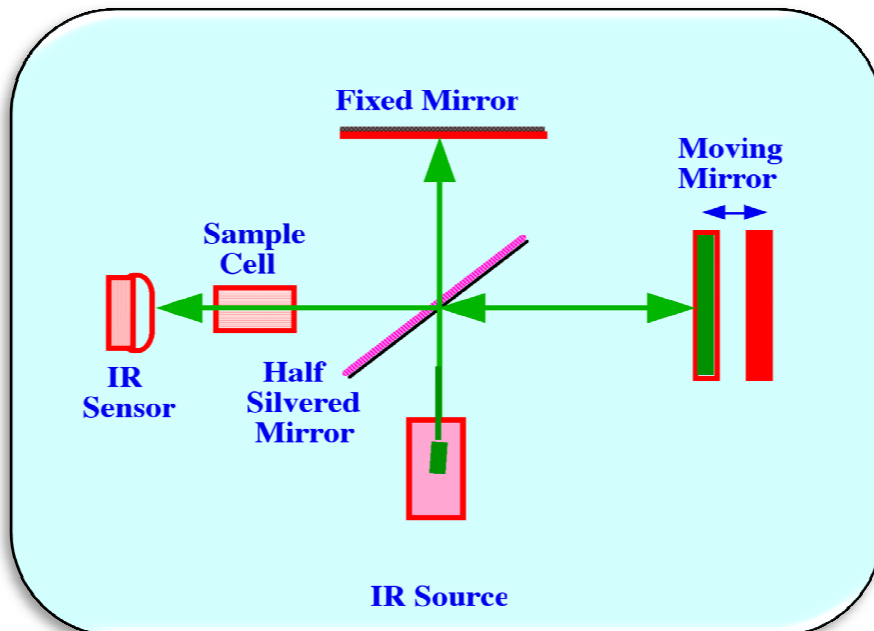 Fixed Mirror
Moving
Mirror
Sample
Cell
IR
Sensor
Half
Silvered
Mirror
IR Source